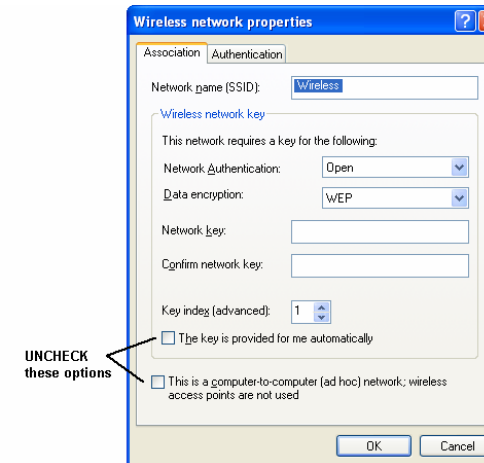 Wireless network properties
?
Association Authentication
Network name (SSID): Wireless
Wireless network key
This network requires a key for the following:
Network Authentication: Open
Data encryption: WEP
Network key:
Confirm network key:
Key index (advanced): 1
The key is provided for me automatically
UNCHECK
these options
This is a computer-to-computer (ad hoc) network; wireless
access points are not used
OK Cancel